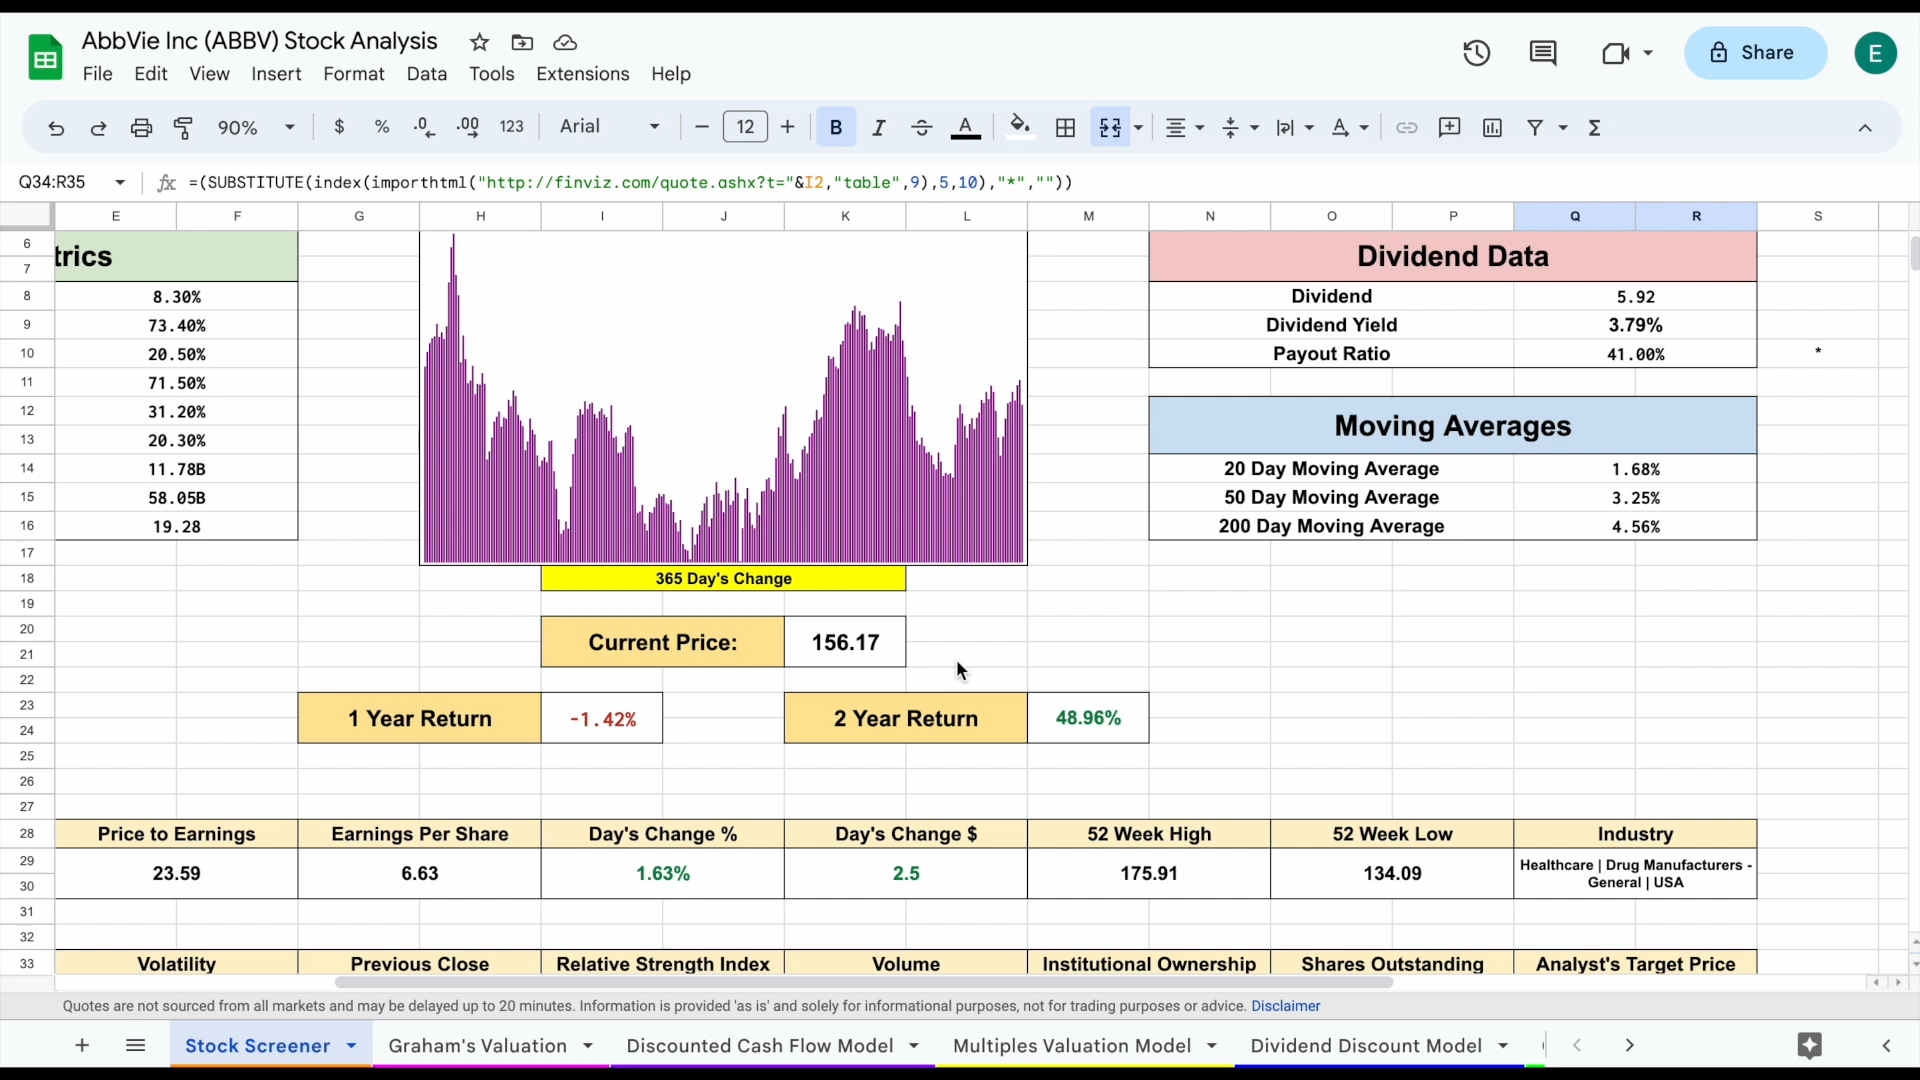 AbbVie Inc (ABBV) Stock Analysis
File Edit View Insert Format Data Tools Extensions Help
Share
E
90% $ % .0 .00 123 Arial 12 B I A A Σ
Q34:R35 fx =(SUBSTITUTE(index(importhtml("http://finviz.com/quote.ashx?t="&I2,"table",9),5,10),"*",""))
E F G H I J K L M N O P Q R S
6 trics Dividend Data
7
8 8.30% Dividend 5.92
9 73.40% Dividend Yield 3.79%
10 20.50% Payout Ratio 41.00% *
11 71.50%
12 31.20% Moving Averages
13 20.30%
14 11.78B 20 Day Moving Average 1.68%
15 58.05B 50 Day Moving Average 3.25%
16 19.28 200 Day Moving Average 4.56%
17
18 365 Day's Change
19
20 Current Price: 156.17
21
22
23 1 Year Return -1.42% 2 Year Return 48.96%
24
25
26
27
28 Price to Earnings Earnings Per Share Day's Change % Day's Change $ 52 Week High 52 Week Low Industry
29 23.59 6.63 1.63% 2.5 175.91 134.09 Healthcare | Drug Manufacturers -
30 General | USA
31
32
33 Volatility Previous Close Relative Strength Index Volume Institutional Ownership Shares Outstanding Analyst's Target Price
Quotes are not sourced from all markets and may be delayed up to 20 minutes. Information is provided 'as is' and solely for informational purposes, not for trading purposes or advice. Disclaimer
Stock Screener Graham's Valuation Discounted Cash Flow Model Multiples Valuation Model Dividend Discount Model